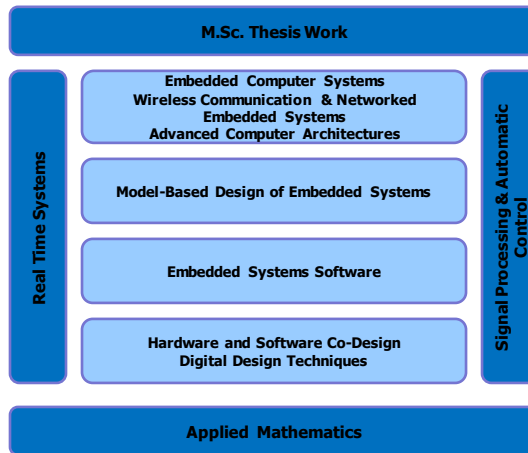 M.Sc. Thesis Work
Real Time Systems
Embedded Computer Systems
Wireless Communication & Networked
Embedded Systems
Advanced Computer Architectures
Model-Based Design of Embedded Systems
Embedded Systems Software
Hardware and Software Co-Design
Digital Design Techniques
Signal Processing & Automatic
Control
Applied Mathematics